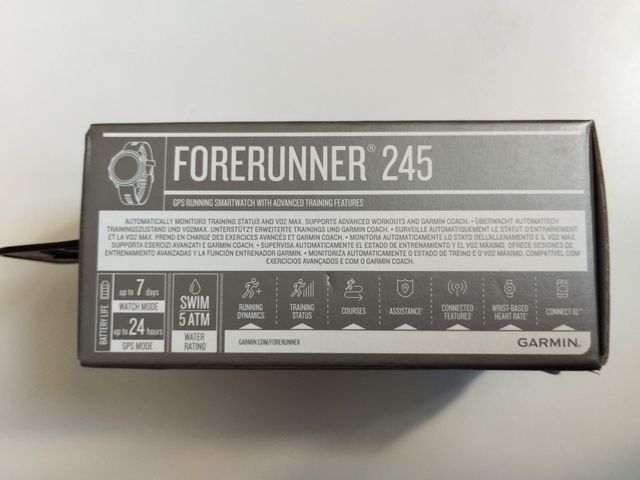 FORERUNNER® 245
GPS RUNNING SMARTWATCH WITH ADVANCED TRAINING FEATURES
AUTOMATICALLY MONITORS TRAINING STATUS AND VO2 MAX. SUPPORTS ADVANCED WORKOUTS AND GARMIN COACH. • ÜBERWACHT AUTOMATISCH
TRAININGSZUSTAND UND VO2MAX. UNTERSTÜTZT ERWEITERTE TRAININGS UND GARMIN COACH. • SURVEILLE AUTOMATIQUEMENT LE STATUT D'ENTRAÎNEMENT
ET LA VO2 MAX. PREND EN CHARGE DES EXERCICES AVANCÉS ET GARMIN COACH. • MONITORA AUTOMATICAMENTE LO STATO DELL'ALLENAMENTO E IL VO2 MAX.
SUPPORTA ESERCIZI AVANZATI E GARMIN COACH. • SUPERVISA AUTOMÁTICAMENTE EL ESTADO DE ENTRENAMIENTO Y EL VO2 MÁXIMO, OFRECE SESIONES DE
ENTRENAMIENTO AVANZADAS Y LA FUNCIÓN ENTRENADOR GARMIN. • MONITORIZA AUTOMATICAMENTE O ESTADO DE TREINO E O VO2 MÁXIMO, COMPATÍVEL COM
EXERCÍCIOS AVANÇADOS E COM O GARMIN COACH.
BATTERY LIFE
up to 7 days
WATCH MODE
up to 24 hours
GPS MODE
SWIM
5 ATM
WATER
RATING
RUNNING
DYNAMICS
TRAINING
STATUS
COURSES
ASSISTANCE
CONNECTED
FEATURES
WRIST-BASED
HEART RATE
CONNECT IQ™
GARMIN.COM/FORERUNNER
GARMIN.